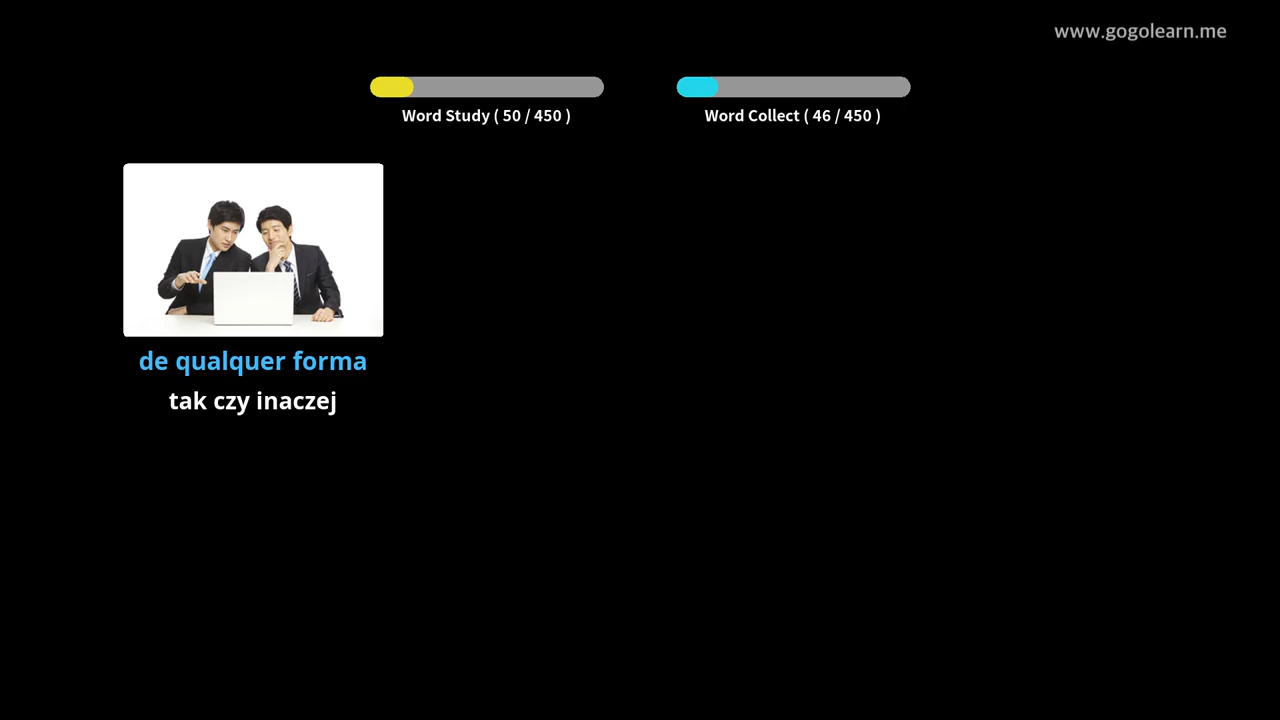 www.gogolearn.me
Word Study ( 50 / 450 )
Word Collect ( 46 / 450 )
de qualquer forma
tak czy inaczej